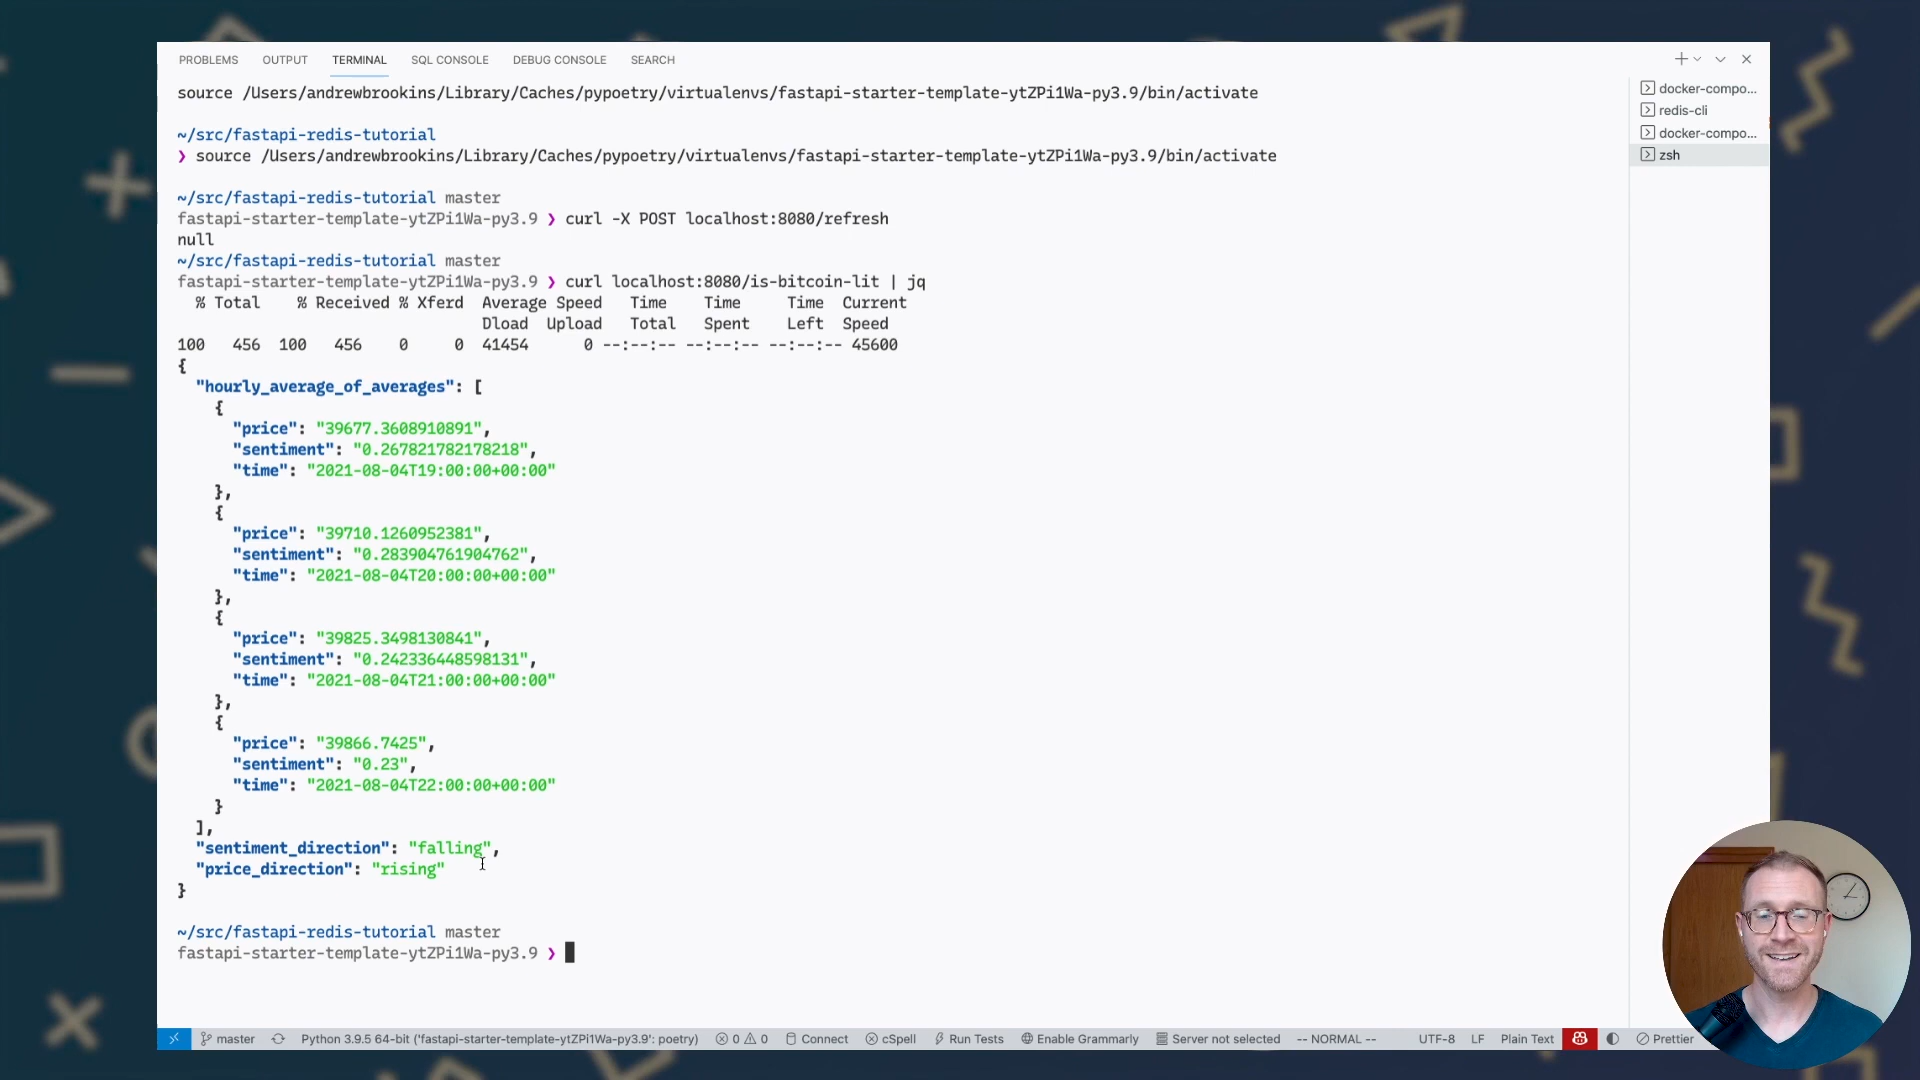 PROBLEMS OUTPUT TERMINAL SQL CONSOLE DEBUG CONSOLE SEARCH
source /Users/andrewbrookins/Library/Caches/pypoetry/virtualenvs/fastapi-starter-template-ytZPi1Wa-py3.9/bin/activate
~/src/fastapi-redis-tutorial
❯ source /Users/andrewbrookins/Library/Caches/pypoetry/virtualenvs/fastapi-starter-template-ytZPi1Wa-py3.9/bin/activate
~/src/fastapi-redis-tutorial master
fastapi-starter-template-ytZPi1Wa-py3.9 ❯ curl -X POST localhost:8080/refresh
null
~/src/fastapi-redis-tutorial master
fastapi-starter-template-ytZPi1Wa-py3.9 ❯ curl localhost:8080/is-bitcoin-lit | jq
% Total % Received % Xferd Average Speed Time Time Time Current
Dload Upload Total Spent Left Speed
100 456 100 456 0 0 41454 0 --:--:-- --:--:-- --:--:-- 45600
{
"hourly_average_of_averages": [
{
"price": "39677.3608910891",
"sentiment": "0.267821782178218",
"time": "2021-08-04T19:00:00+00:00"
},
{
"price": "39710.1260952381",
"sentiment": "0.283904761904762",
"time": "2021-08-04T20:00:00+00:00"
},
{
"price": "39825.3498130841",
"sentiment": "0.242336448598131",
"time": "2021-08-04T21:00:00+00:00"
},
{
"price": "39866.7425",
"sentiment": "0.23",
"time": "2021-08-04T22:00:00+00:00"
}
],
"sentiment_direction": "falling",
"price_direction": "rising"
}
~/src/fastapi-redis-tutorial master
fastapi-starter-template-ytZPi1Wa-py3.9 ❯
docker-compo...
redis-cli
docker-compo...
zsh
master Python 3.9.5 64-bit ('fastapi-starter-template-ytZPi1Wa-py3.9': poetry) 0 0 Connect cSpell Run Tests Enable Grammarly Server not selected -- NORMAL -- UTF-8 LF Plain Text Prettier